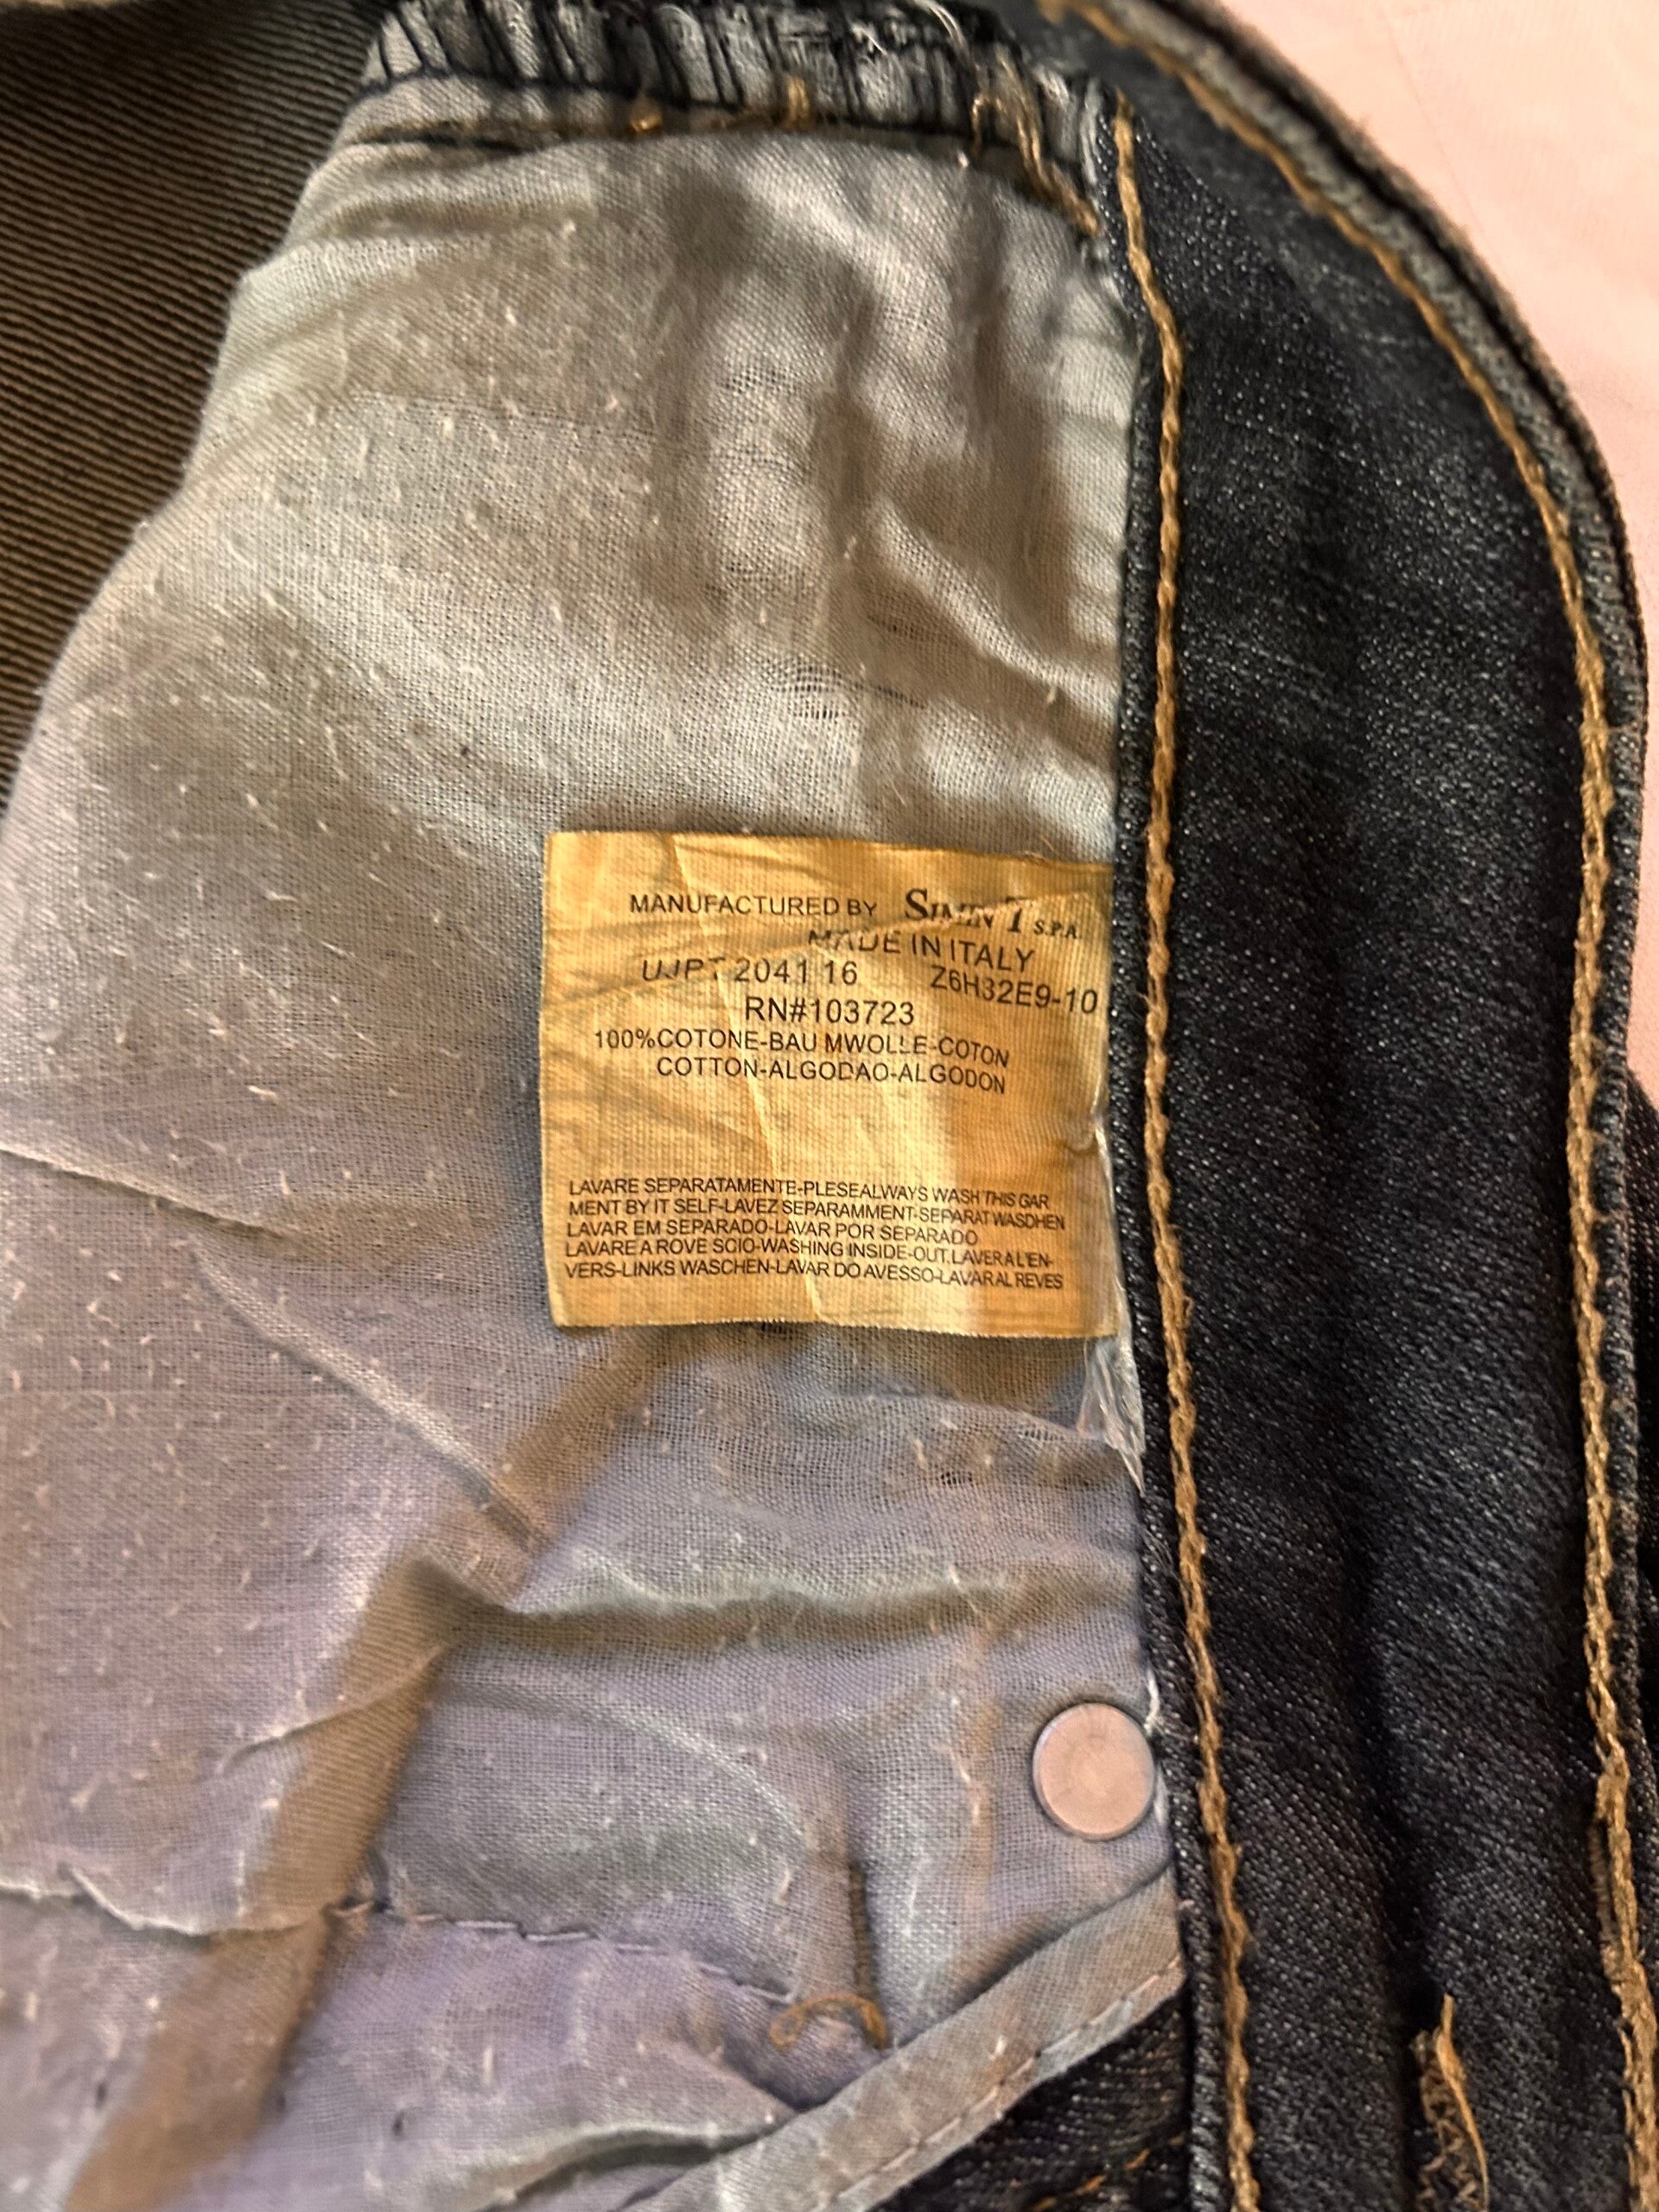 MANUFACTURED BY SIMIN T S.P.A.
MADE IN ITALY
UJPT 2041 16 Z6H32E9-10
RN#103723
100%COTONE-BAU MWOLLE-COTON
COTTON-ALGODAO-ALGODON
LAVARE SEPARATAMENTE-PLESEALWAYS WASH THIS GAR
MENT BY IT SELF-LAVEZ SEPARAMMENT-SEPARAT WASDHEN
LAVAR EM SEPARADO-LAVAR POR SEPARADO
LAVARE A ROVE SCIO-WASHING INSIDE-OUT.LAVER A L'EN-
VERS-LINKS WASCHEN-LAVAR DO AVESSO-LAVAR AL REVES